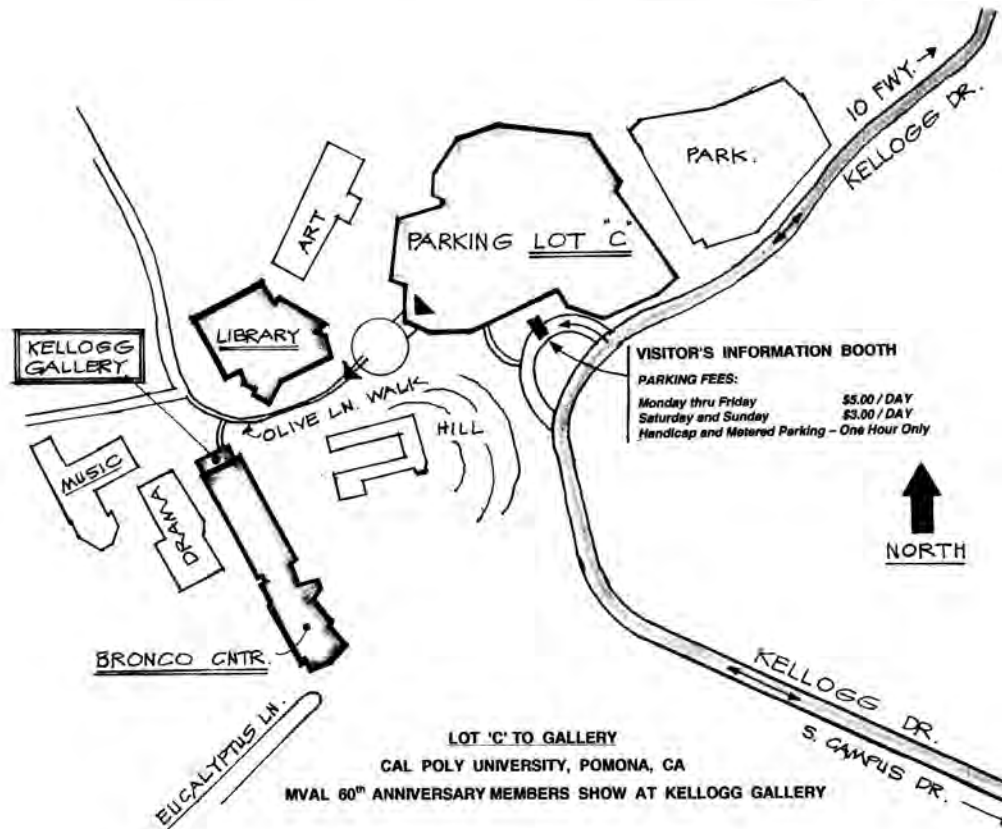 10 FWY.
KELLOGG DR.
PARK.
ART
PARKING LOT "C"
LIBRARY
KELLOGG
GALLERY
OLIVE LN. WALK
HILL
VISITOR'S INFORMATION BOOTH
PARKING FEES:
Monday thru Friday $5.00 / DAY
Saturday and Sunday $3.00 / DAY
Handicap and Metered Parking – One Hour Only
MUSIC
DRAMA
NORTH
BRONCO CNTR.
KELLOGG DR.
S. CAMPUS DR.
EUCALYPTUS LN.
LOT 'C' TO GALLERY
CAL POLY UNIVERSITY, POMONA, CA
MVAL 60th ANNIVERSARY MEMBERS SHOW AT KELLOGG GALLERY